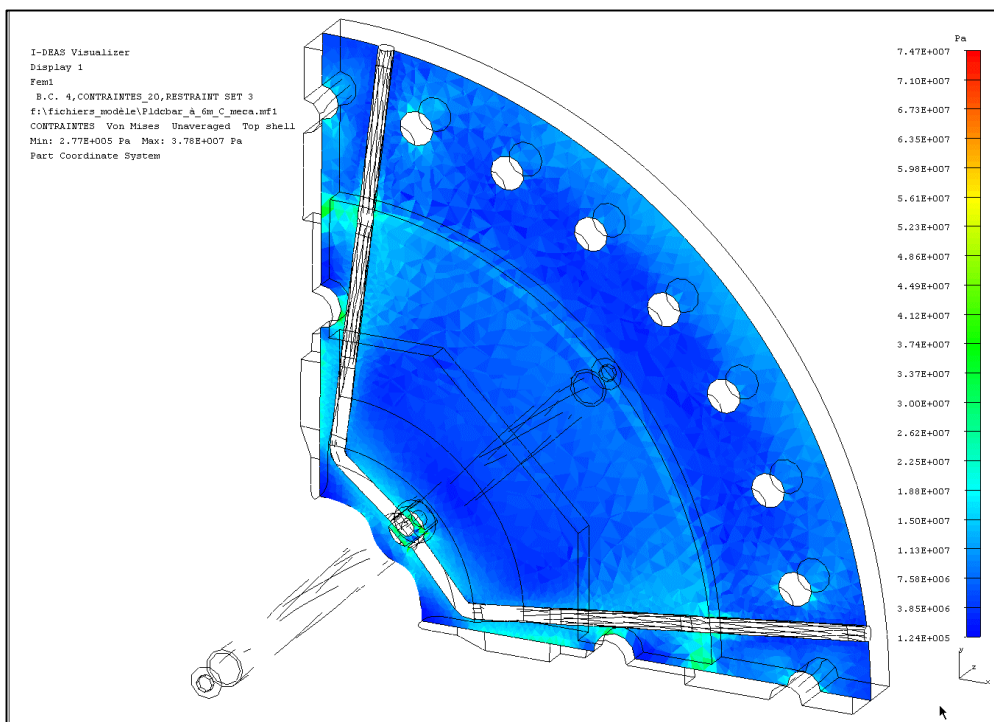 I-DEAS Visualizer
Display 1
Fem1
B.C. 4,CONTRAINTES_20,RESTRAINT SET 3
f:\fichiers_modèle\Pldcbar_à_6m_C_meca.mf1
CONTRAINTES Von Mises Unaveraged Top shell
Min: 2.77E+005 Pa Max: 3.78E+007 Pa
Part Coordinate System
Pa
7.47E+007
7.10E+007
6.73E+007
6.35E+007
5.98E+007
5.61E+007
5.23E+007
4.86E+007
4.49E+007
4.12E+007
3.74E+007
3.37E+007
3.00E+007
2.62E+007
2.25E+007
1.88E+007
1.50E+007
1.13E+007
7.58E+006
3.85E+006
1.24E+005
y
z
x